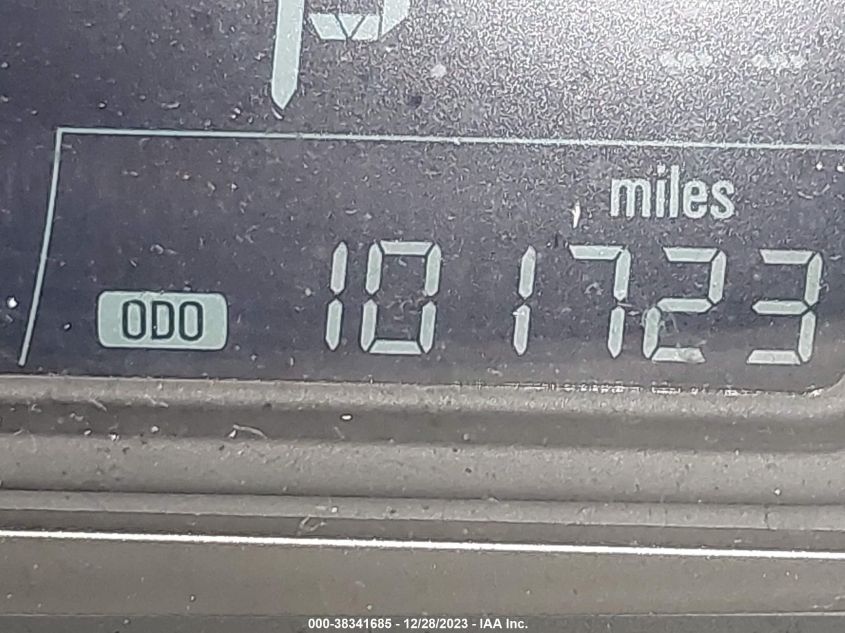 P
miles
ODO 101723
000-38341685 - 12/28/2023 - IAA Inc.